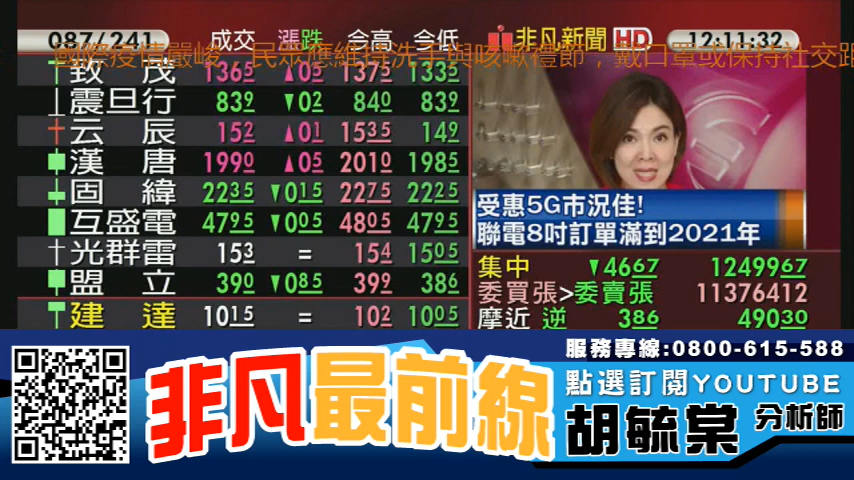 087/241 成交 漲跌 今高 今低 非凡新聞 HD 12:11:32
國際疫情嚴峻,民眾應維持洗手與咳嗽禮節,戴口罩或保持社交距
致茂 1365 ▲05 1375 1335
震旦行 839 ▼02 840 839
云辰 152 ▲01 1535 149
漢唐 1990 ▲05 2010 1985
固緯 2235 ▼015 2275 2225
互盛電 4795 ▼005 4805 4795
光群雷 153 = 154 1505
盟立 390 ▼085 399 386
建達 1015 = 102 1005
受惠5G市況佳!
聯電8吋訂單滿到2021年
集中 ▼4667 1249967
委買張>委賣張 11376412
摩近 逆 386 49030
非凡最前線
服務專線:0800-615-588
點選訂閱YOUTUBE
胡毓棠 分析師